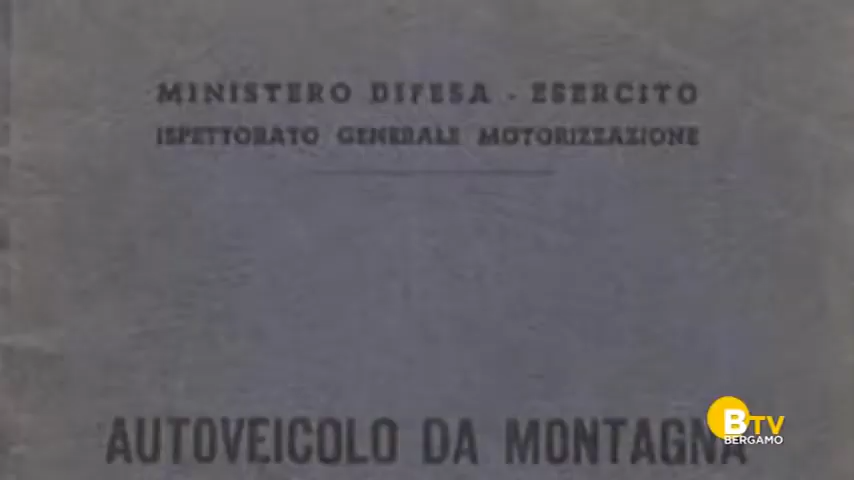 MINISTERO DIFESA - ESERCITO
ISPETTORATO GENERALE MOTORIZZAZIONE
AUTOVEICOLO DA MONTAGNA
BTV
BERGAMO